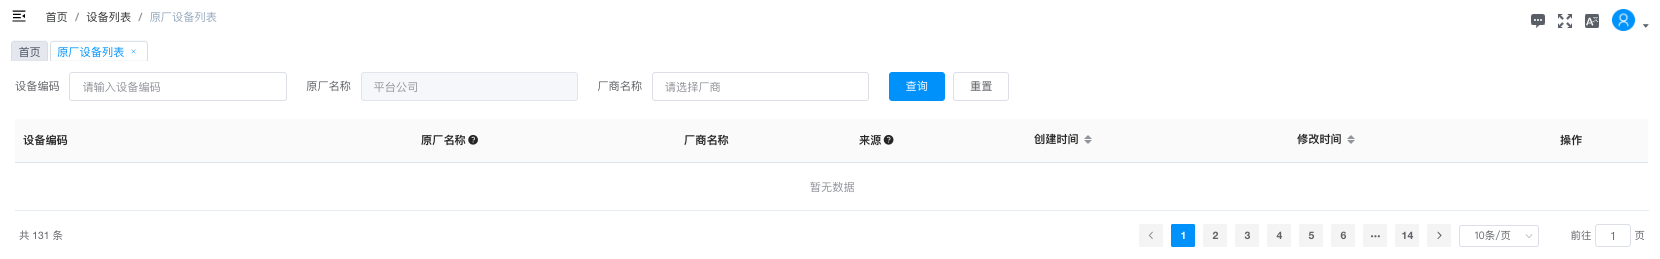 首页 / 设备列表 / 原厂设备列表
首页 原厂设备列表 ×
设备编码 请输入设备编码 原厂名称 平台公司 厂商名称 请选择厂商 查询 重置
设备编码 原厂名称 厂商名称 来源 创建时间 修改时间 操作
暂无数据
共 131 条 1 2 3 4 5 6 ••• 14 10条/页 前往 1 页